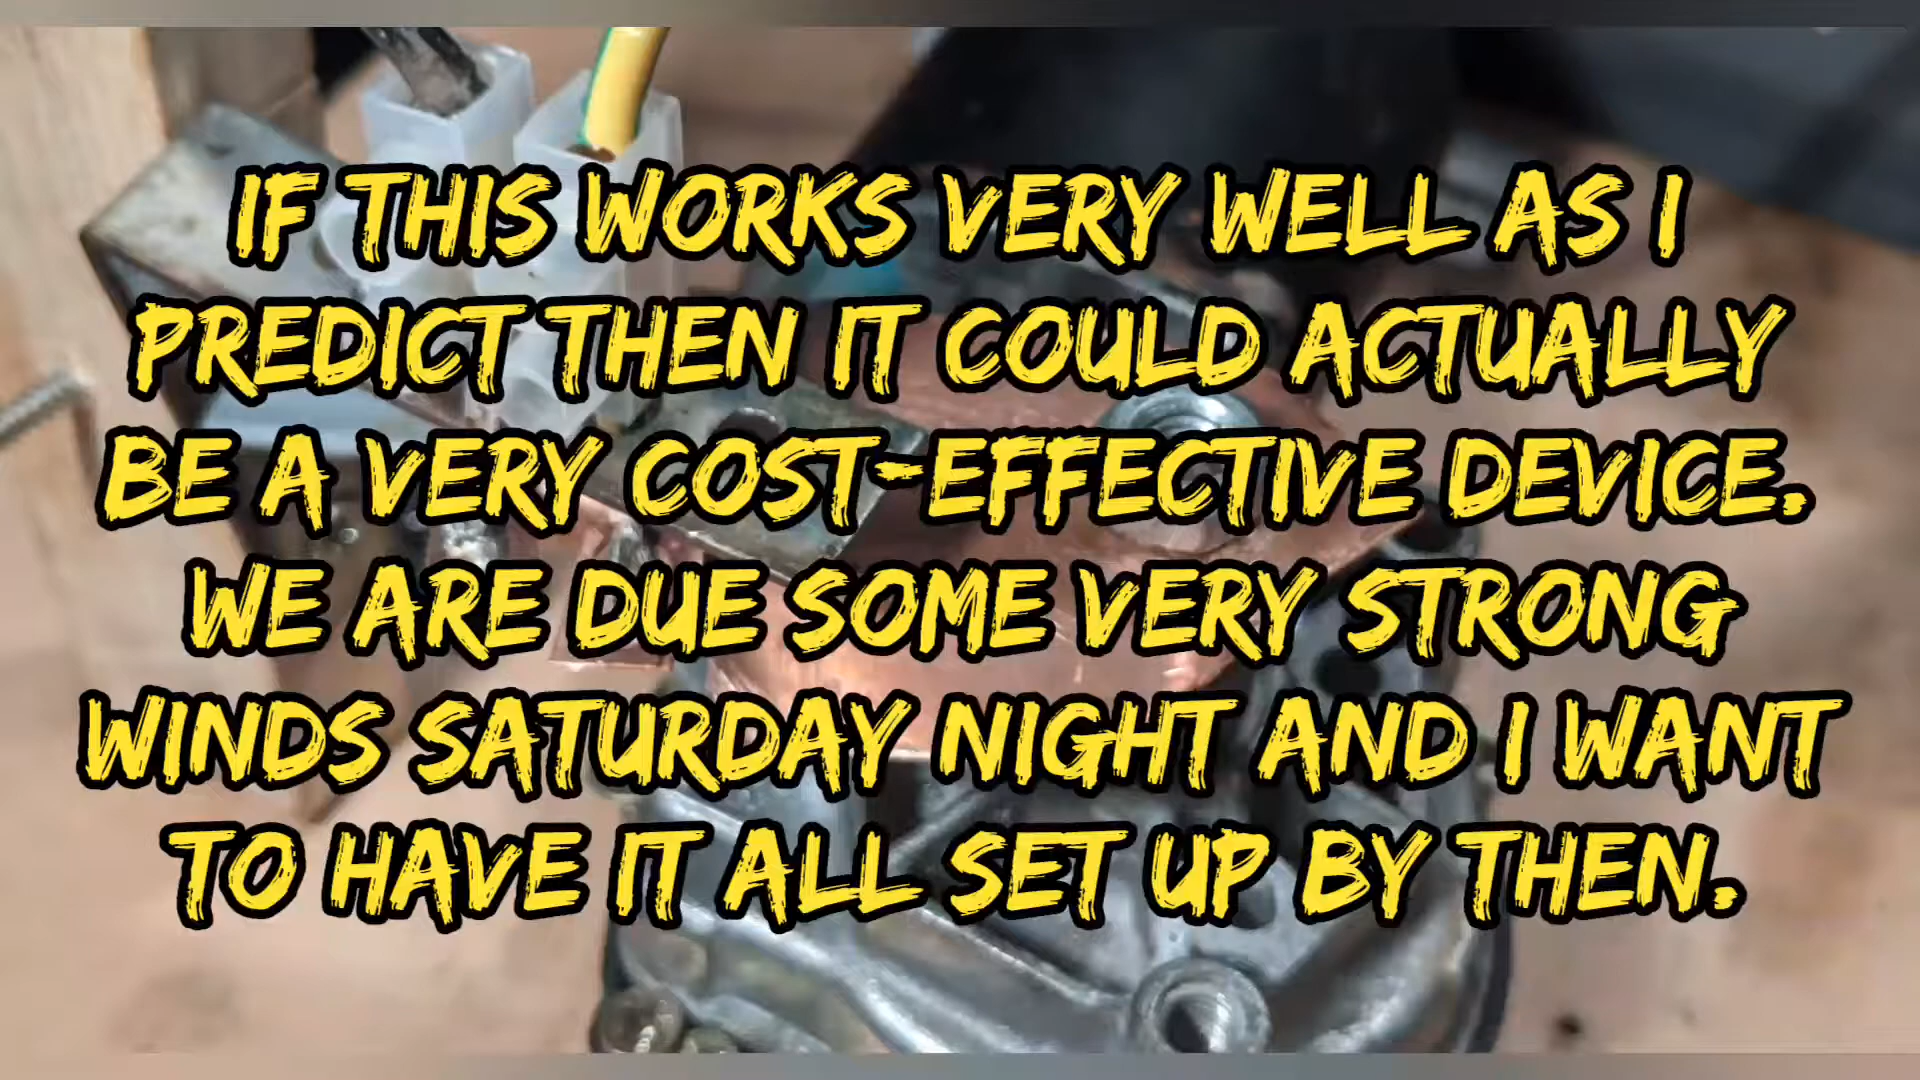 IF THIS WORKS VERY WELL AS I
PREDICT THEN IT COULD ACTUALLY
BE A VERY COST-EFFECTIVE DEVICE.
WE ARE DUE SOME VERY STRONG
WINDS SATURDAY NIGHT AND I WANT
TO HAVE IT ALL SET UP BY THEN.